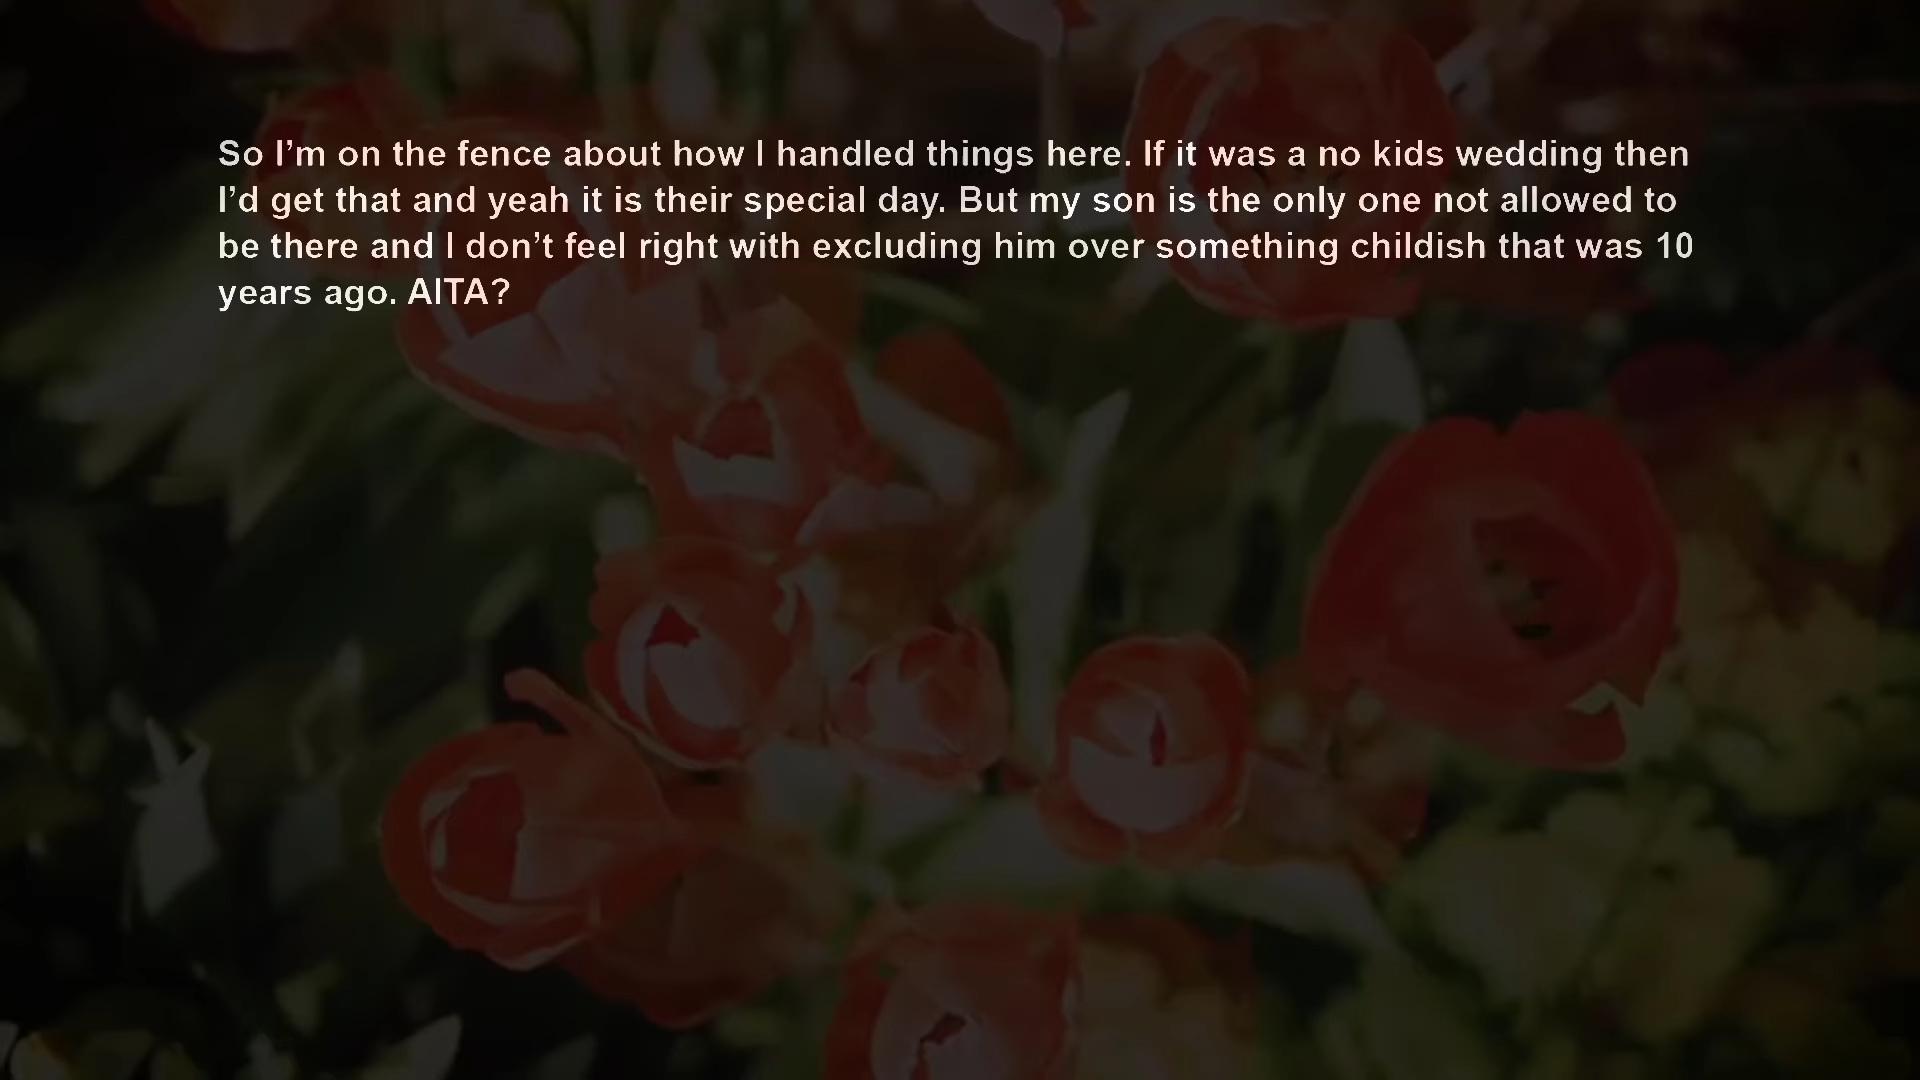 So I’m on the fence about how I handled things here. If it was a no kids wedding then
I’d get that and yeah it is their special day. But my son is the only one not allowed to
be there and I don’t feel right with excluding him over something childish that was 10
years ago. AITA?